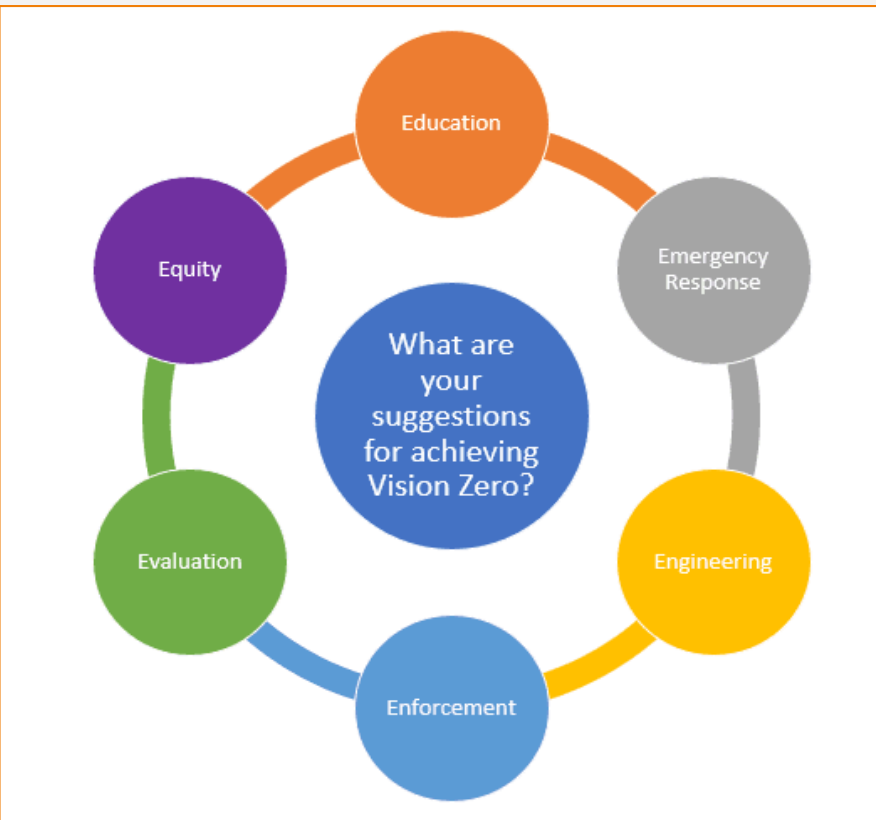 Education
Emergency
Response
Equity
What are
your
suggestions
for achieving
Vision Zero?
Evaluation
Engineering
Enforcement